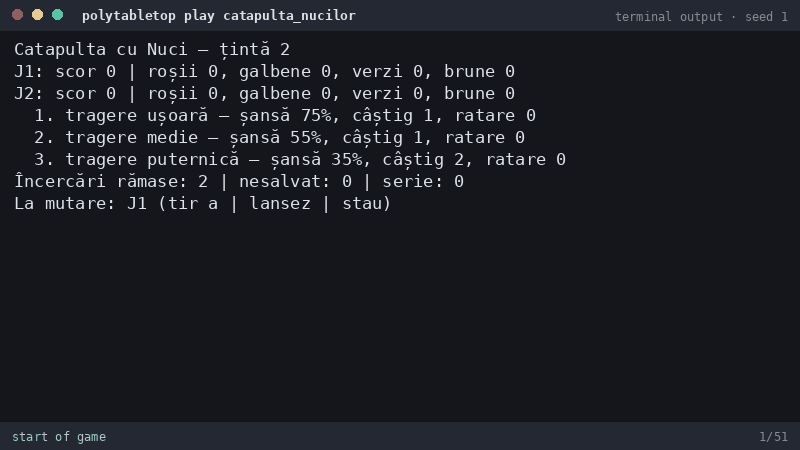 polytabletop play catapulta_nucilor
terminal output · seed 1
Catapulta cu Nuci — țintă 2
J1: scor 0 | roșii 0, galbene 0, verzi 0, brune 0
J2: scor 0 | roșii 0, galbene 0, verzi 0, brune 0
1. tragere ușoară — șansă 75%, câștig 1, ratare 0
2. tragere medie — șansă 55%, câștig 1, ratare 0
3. tragere puternică — șansă 35%, câștig 2, ratare 0
Încercări rămase: 2 | nesalvat: 0 | serie: 0
La mutare: J1 (tir a | lansez | stau)
start of game
1/51